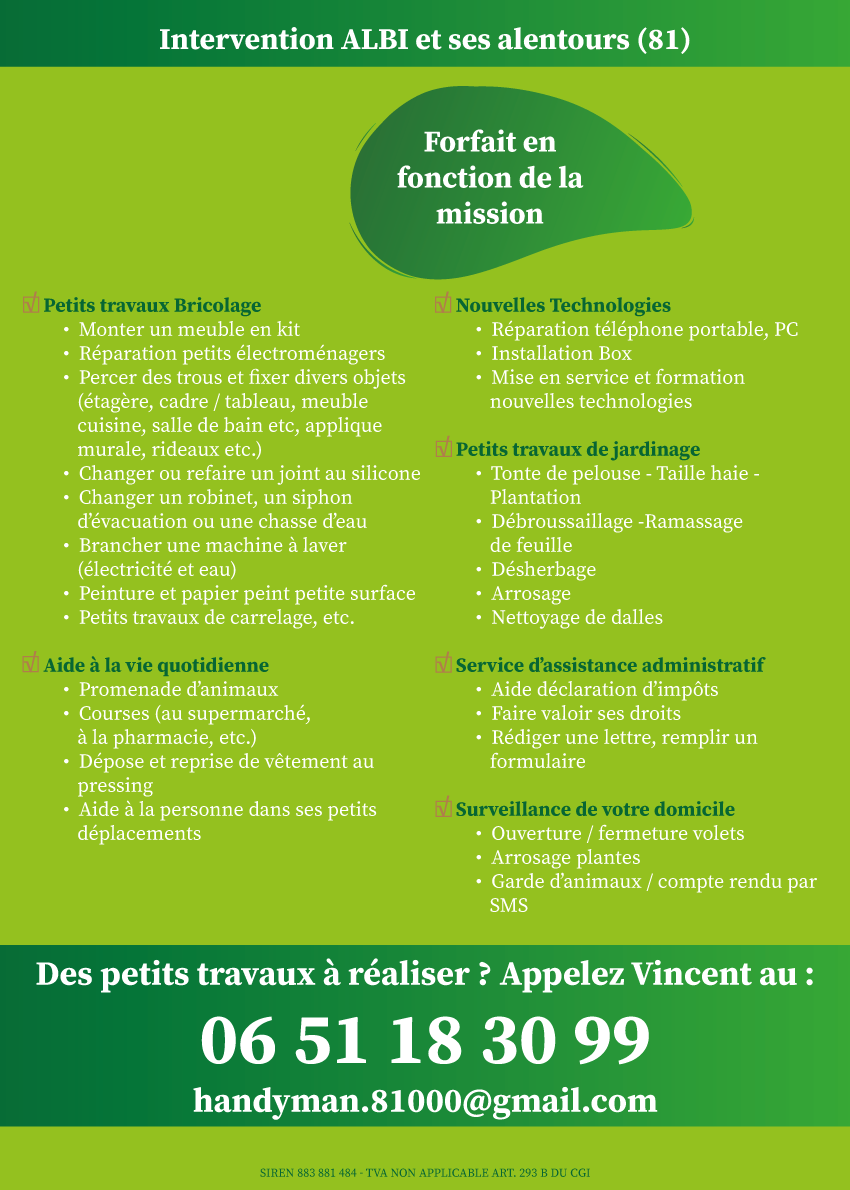 Intervention ALBI et ses alentours (81)
Forfait en
fonction de la
mission
Petits travaux Bricolage
• Monter un meuble en kit
• Réparation petits électroménagers
• Percer des trous et fixer divers objets
(étagère, cadre / tableau, meuble
cuisine, salle de bain etc, applique
murale, rideaux etc.)
• Changer ou refaire un joint au silicone
• Changer un robinet, un siphon
d’évacuation ou une chasse d’eau
• Brancher une machine à laver
(électricité et eau)
• Peinture et papier peint petite surface
• Petits travaux de carrelage, etc.
Aide à la vie quotidienne
• Promenade d’animaux
• Courses (au supermarché,
à la pharmacie, etc.)
• Dépose et reprise de vêtement au
pressing
• Aide à la personne dans ses petits
déplacements
Nouvelles Technologies
• Réparation téléphone portable, PC
• Installation Box
• Mise en service et formation
nouvelles technologies
Petits travaux de jardinage
• Tonte de pelouse - Taille haie -
Plantation
• Débroussaillage -Ramassage
de feuille
• Désherbage
• Arrosage
• Nettoyage de dalles
Service d’assistance administratif
• Aide déclaration d’impôts
• Faire valoir ses droits
• Rédiger une lettre, remplir un
formulaire
Surveillance de votre domicile
• Ouverture / fermeture volets
• Arrosage plantes
• Garde d’animaux / compte rendu par
SMS
Des petits travaux à réaliser ? Appelez Vincent au :
06 51 18 30 99
handyman.81000@gmail.com
SIREN 883 881 484 - TVA NON APPLICABLE ART. 293 B DU CGI